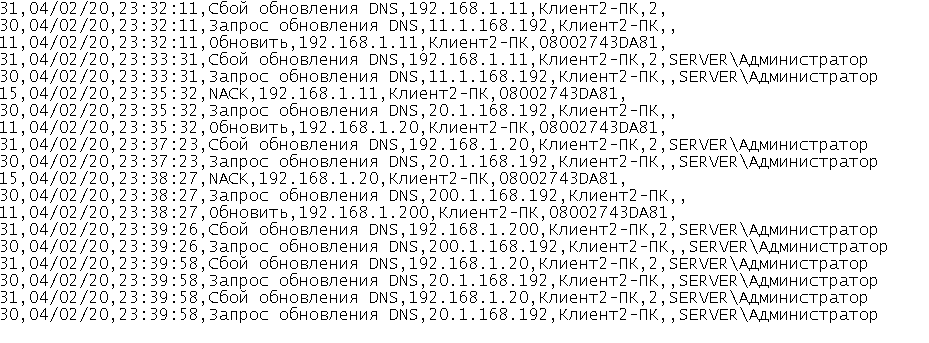 31,04/02/20,23:32:11,Сбой обновления DNS,192.168.1.11,Клиент2-ПК,2,
30,04/02/20,23:32:11,Запрос обновления DNS,11.1.168.192,Клиент2-ПК,,
11,04/02/20,23:32:11,Обновить,192.168.1.11,Клиент2-ПК,08002743DA81,
31,04/02/20,23:33:31,Сбой обновления DNS,192.168.1.11,Клиент2-ПК,2,SERVER\Администратор
30,04/02/20,23:33:31,Запрос обновления DNS,11.1.168.192,Клиент2-ПК,,SERVER\Администратор
15,04/02/20,23:35:32,NACK,192.168.1.11,Клиент2-ПК,08002743DA81,
30,04/02/20,23:35:32,Запрос обновления DNS,20.1.168.192,Клиент2-ПК,,
11,04/02/20,23:35:32,Обновить,192.168.1.20,Клиент2-ПК,08002743DA81,
31,04/02/20,23:37:23,Сбой обновления DNS,192.168.1.20,Клиент2-ПК,2,SERVER\Администратор
30,04/02/20,23:37:23,Запрос обновления DNS,20.1.168.192,Клиент2-ПК,,SERVER\Администратор
15,04/02/20,23:38:27,NACK,192.168.1.20,Клиент2-ПК,08002743DA81,
30,04/02/20,23:38:27,Запрос обновления DNS,200.1.168.192,Клиент2-ПК,,
11,04/02/20,23:38:27,Обновить,192.168.1.200,Клиент2-ПК,08002743DA81,
31,04/02/20,23:39:26,Сбой обновления DNS,192.168.1.200,Клиент2-ПК,2,SERVER\Администратор
30,04/02/20,23:39:26,Запрос обновления DNS,200.1.168.192,Клиент2-ПК,,SERVER\Администратор
31,04/02/20,23:39:58,Сбой обновления DNS,192.168.1.20,Клиент2-ПК,2,SERVER\Администратор
30,04/02/20,23:39:58,Запрос обновления DNS,20.1.168.192,Клиент2-ПК,,SERVER\Администратор
31,04/02/20,23:39:58,Сбой обновления DNS,192.168.1.20,Клиент2-ПК,2,SERVER\Администратор
30,04/02/20,23:39:58,Запрос обновления DNS,20.1.168.192,Клиент2-ПК,,SERVER\Администратор